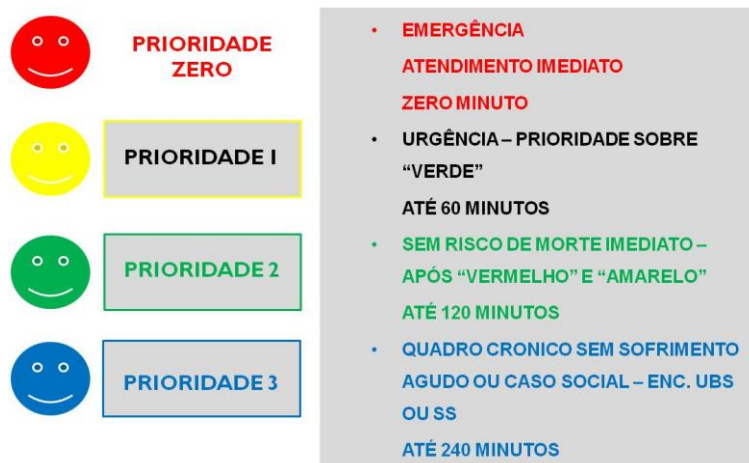 PRIORIDADE
ZERO
• EMERGÊNCIA
ATENDIMENTO IMEDIATO
ZERO MINUTO
PRIORIDADE 1
• URGÊNCIA – PRIORIDADE SOBRE
“VERDE”
ATÉ 60 MINUTOS
PRIORIDADE 2
• SEM RISCO DE MORTE IMEDIATO –
APÓS “VERMELHO” E “AMARELO”
ATÉ 120 MINUTOS
PRIORIDADE 3
• QUADRO CRONICO SEM SOFRIMENTO
AGUDO OU CASO SOCIAL – ENC. UBS
OU SS
ATÉ 240 MINUTOS